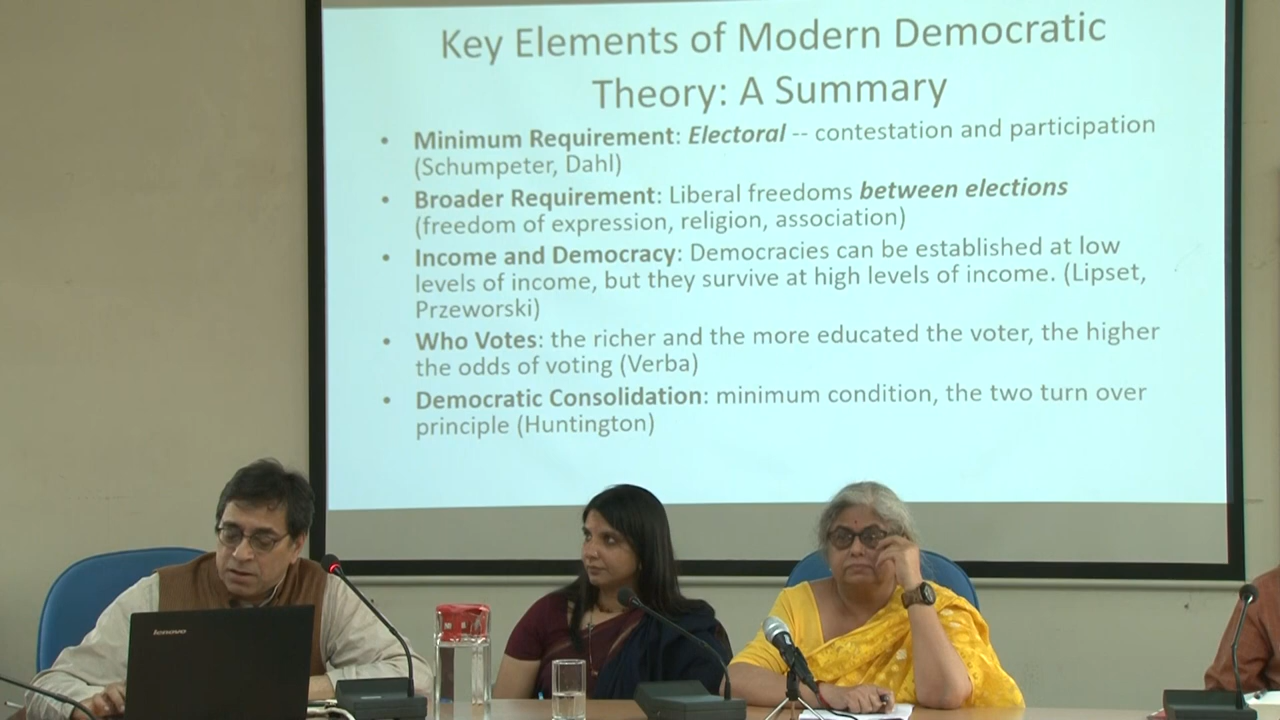 Key Elements of Modern Democratic
Theory: A Summary
• Minimum Requirement: Electoral -- contestation and participation
(Schumpeter, Dahl)
• Broader Requirement: Liberal freedoms between elections
(freedom of expression, religion, association)
• Income and Democracy: Democracies can be established at low
levels of income, but they survive at high levels of income. (Lipset,
Przeworski)
• Who Votes: the richer and the more educated the voter, the higher
the odds of voting (Verba)
• Democratic Consolidation: minimum condition, the two turn over
principle (Huntington)
lenovo